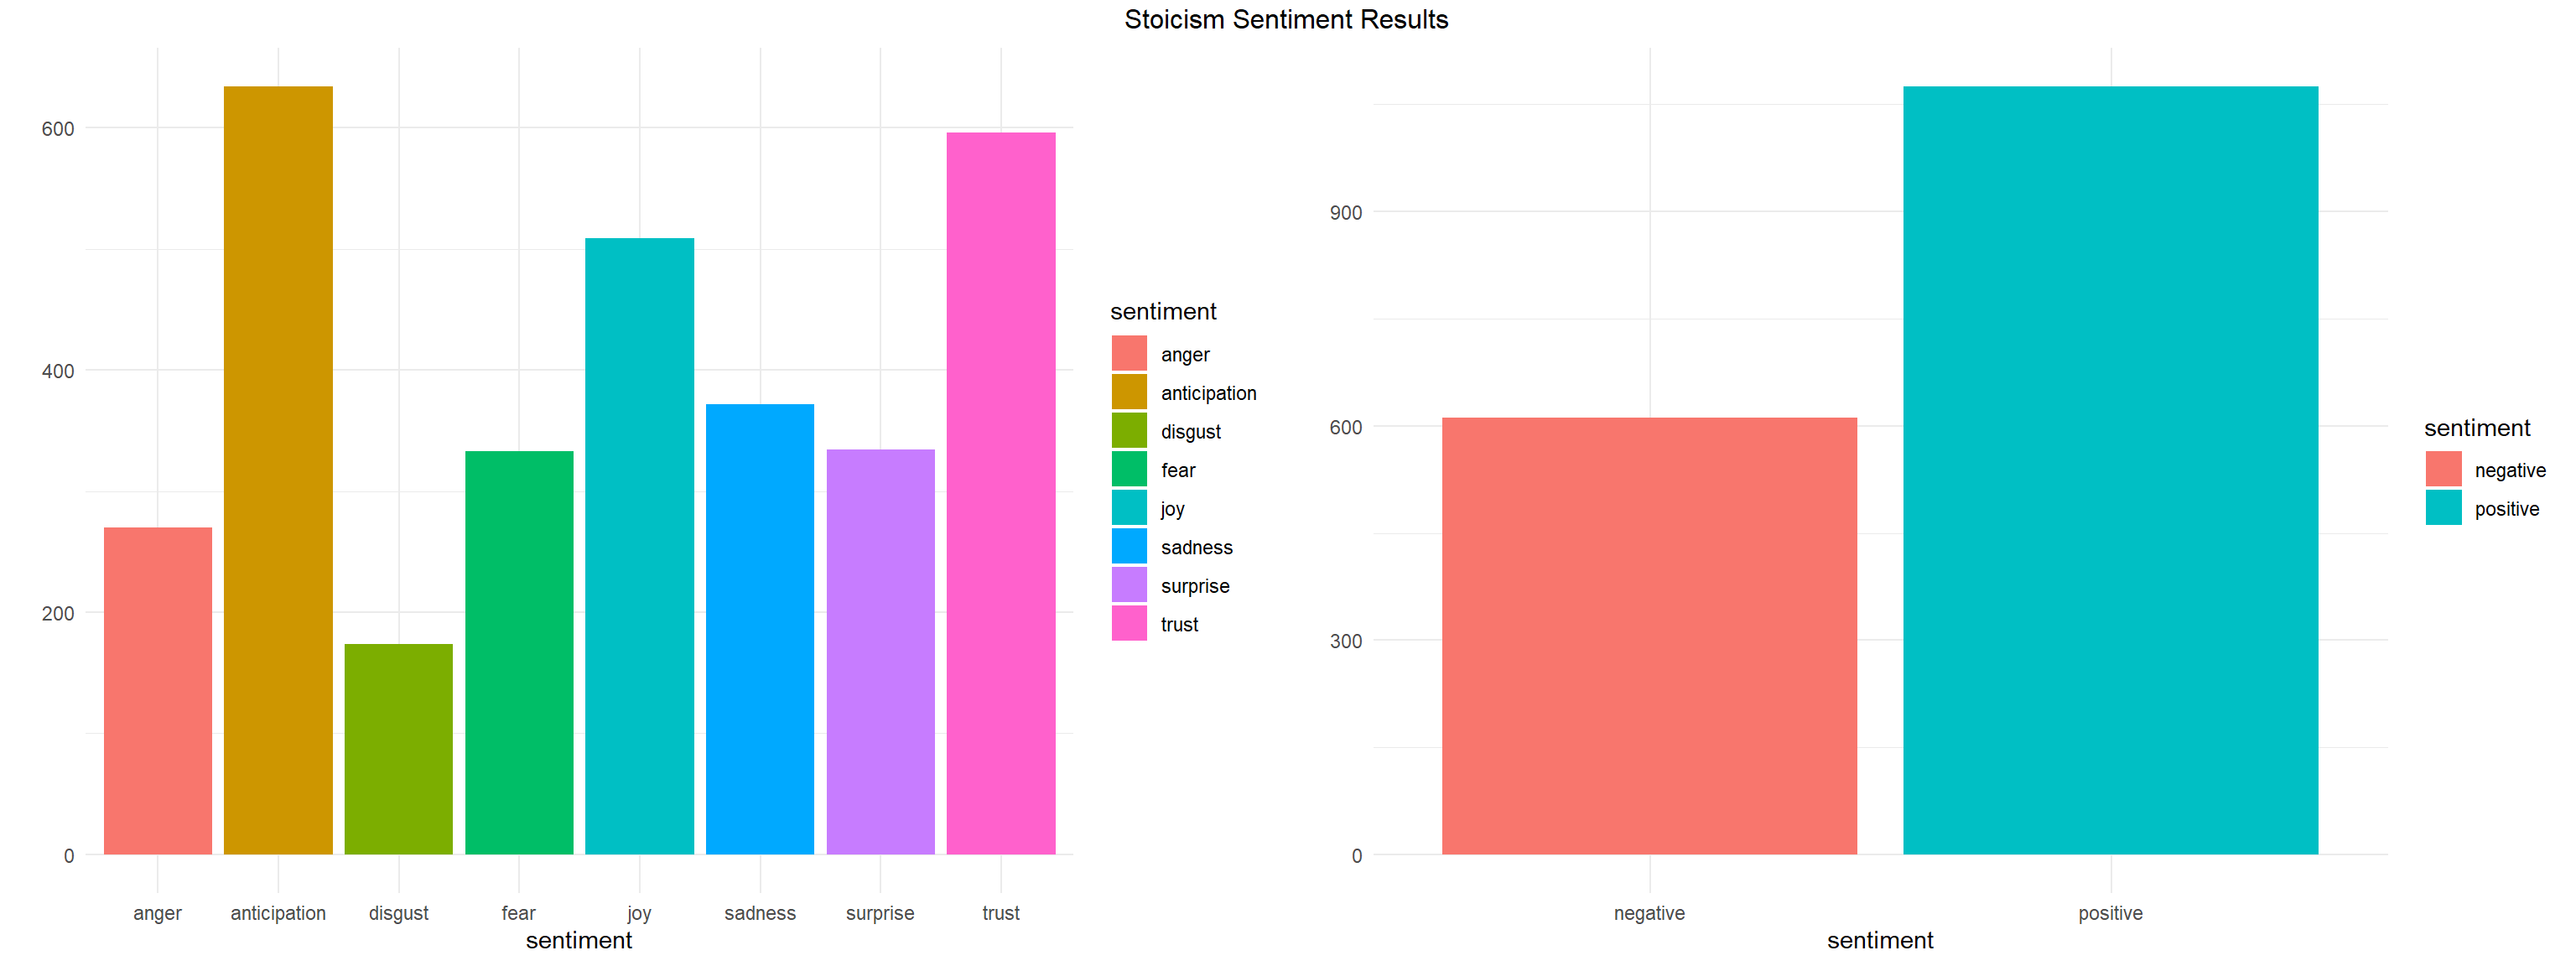 Stoicism Sentiment Results
600
400
200
0
anger anticipation disgust fear joy sadness surprise trust
sentiment
sentiment
anger
anticipation
disgust
fear
joy
sadness
surprise
trust
900
600
300
0
negative positive
sentiment
sentiment
negative
positive